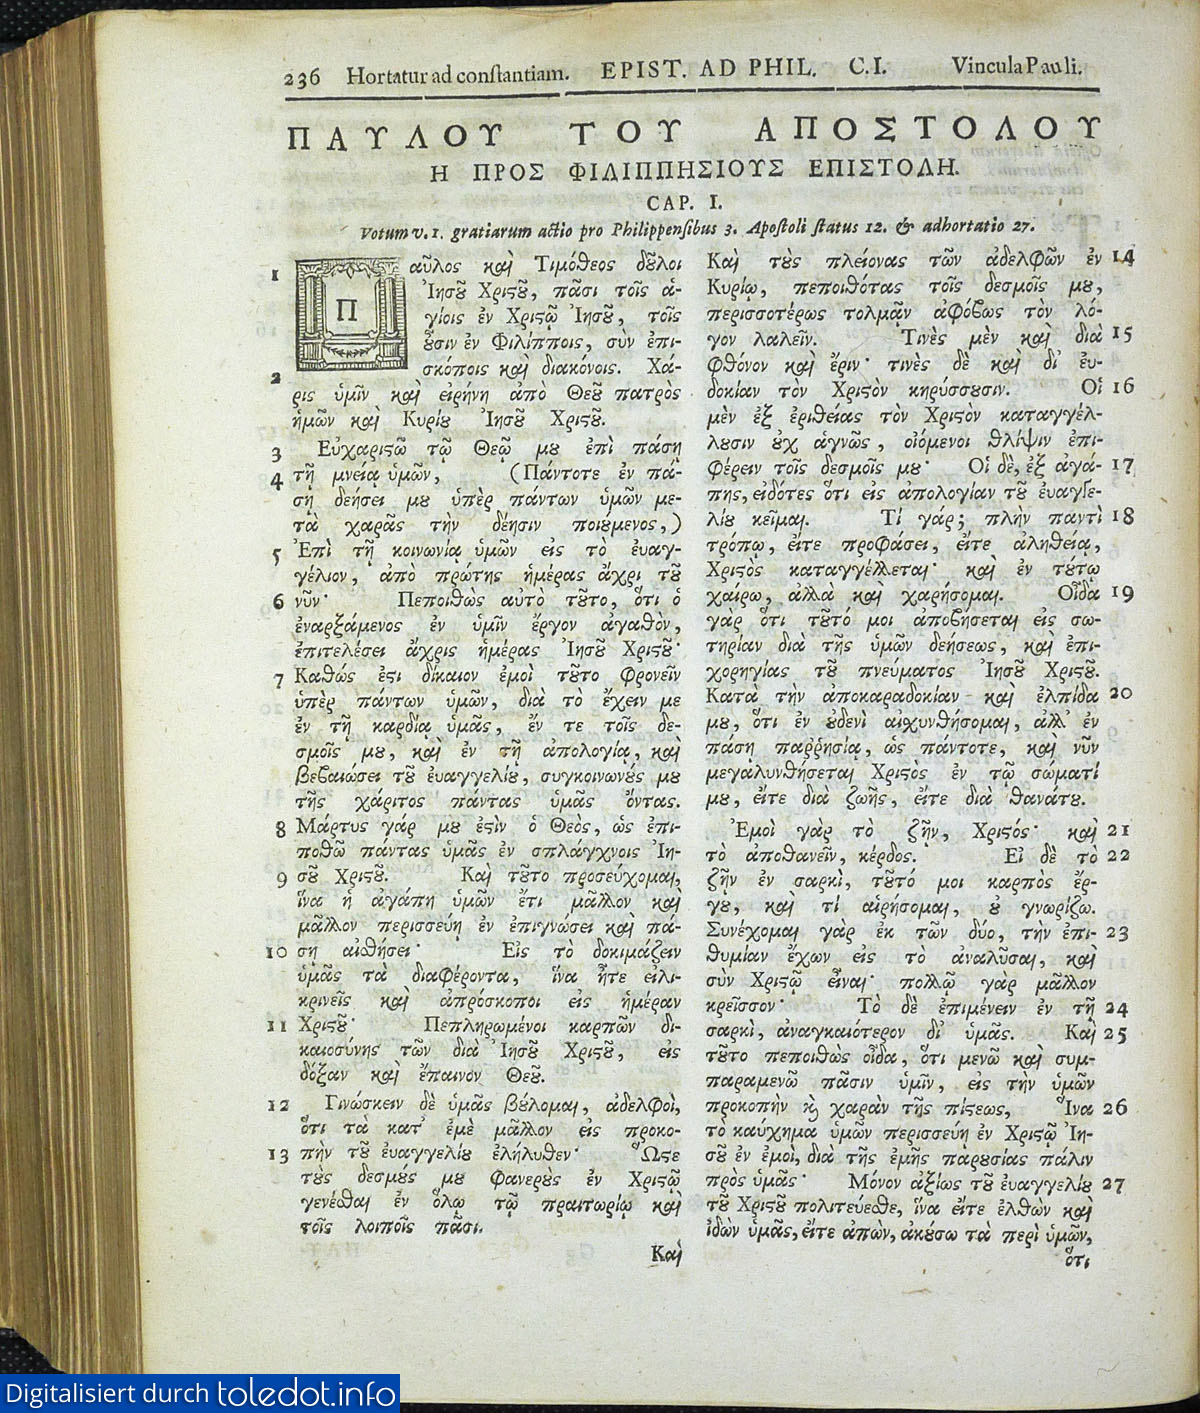 236 Hortatur ad constantiam. EPIST. AD PHIL. C. I. Vincula Pauli.
ΠΑΥΛΟΥ ΤΟΥ ΑΠΟΣΤΟΛΟΥ
Η ΠΡΟΣ ΦΙΛΙΠΠΗΣΙΟΥΣ ΕΠΙΣΤΟΛΗ.
CAP. I.
Votum v. 1. gratiarum actio pro Philippensibus 3. Apostoli status 12. & adhortatio 27.
1 Παῦλος καὶ Τιμόθεος δοῦλοι
Ἰησοῦ Χριστοῦ, πᾶσι τοῖς ἁ-
γίοις ἐν Χριστῷ Ἰησοῦ, τοῖς
οὖσιν ἐν Φιλίπποις, σὺν ἐπι-
σκόποις καὶ διακόνοις. Χά-
2 ρις ὑμῖν καὶ εἰρήνη ἀπὸ Θεοῦ πατρὸς
ἡμῶν καὶ Κυρίου Ἰησοῦ Χριστοῦ.
3 Εὐχαριστῶ τῷ Θεῷ μου ἐπὶ πάσῃ
4 τῇ μνείᾳ ὑμῶν, (Πάντοτε ἐν πά-
σῃ δεήσει μου ὑπὲρ πάντων ὑμῶν με-
τὰ χαρᾶς τὴν δέησιν ποιούμενος,)
5 Ἐπὶ τῇ κοινωνίᾳ ὑμῶν εἰς τὸ ἐυαγ-
γέλιον, ἀπὸ πρώτης ἡμέρας ἄχρι τοῦ
6 νῦν· Πεποιθὼς αὐτὸ τοῦτο, ὅτι ὁ
ἐναρξάμενος ἐν ὑμῖν ἔργον ἀγαθὸν,
ἐπιτελέσει ἄχρις ἡμέρας Ἰησοῦ Χριστοῦ·
7 Καθώς ἐστι δίκαιον ἐμοὶ τοῦτο φρονεῖν
ὑπὲρ πάντων ὑμῶν, διὰ τὸ ἔχειν με
ἐν τῇ καρδίᾳ ὑμᾶς, ἔν τε τοῖς δε-
σμοῖς μου, καὶ ἐν τῇ ἀπολογίᾳ, καὶ
βεβαιώσει τοῦ ἐυαγγελίου, συγκοινωνούς μου
τῆς χάριτος πάντας ὑμᾶς ὄντας.
8 Μάρτυς γάρ μου ἐστὶν ὁ Θεὸς, ὡς ἐπι-
ποθῶ πάντας ὑμᾶς ἐν σπλάγχνοις Ἰη-
9 σοῦ Χριστοῦ. Καὶ τοῦτο προσεύχομαι,
ἵνα ἡ ἀγάπη ὑμῶν ἔτι μᾶλλον καὶ
μᾶλλον περισσεύῃ ἐν ἐπιγνώσει καὶ πά-
10 σῃ αἰσθήσει· Εἰς τὸ δοκιμάζειν
ὑμᾶς τὰ διαφέροντα, ἵνα ἦτε εἰλι-
κρινεῖς καὶ ἀπρόσκοποι εἰς ἡμέραν
11 Χριστοῦ· Πεπληρωμένοι καρπῶν δι-
καιοσύνης τῶν διὰ Ἰησοῦ Χριστοῦ, εἰς
δόξαν καὶ ἔπαινον Θεοῦ.
12 Γινώσκειν δὲ ὑμᾶς βούλομαι, ἀδελφοὶ,
ὅτι τὰ κατ' ἐμὲ μᾶλλον εἰς προκο-
13 πὴν τοῦ ἐυαγγελίου ἐλήλυθεν· Ὥστε
τοὺς δεσμούς μου φανεροὺς ἐν Χριστῷ
γενέσθαι ἐν ὅλῳ τῷ πραιτωρίῳ καὶ
τοῖς λοιποῖς πᾶσι.
Καὶ
Καὶ τοὺς πλείονας τῶν ἀδελφῶν ἐν 14
Κυρίῳ, πεποιθότας τοῖς δεσμοῖς μου,
περισσοτέρως τολμᾷν ἀφόβως τὸν λό-
γον λαλεῖν. Τινὲς μὲν καὶ διὰ 15
φθόνον καὶ ἔριν· τινὲς δὲ καὶ δι' ἐυ-
δοκίαν τὸν Χριστὸν κηρύσσουσιν. Οἱ 16
μὲν ἐξ ἐριθείας τὸν Χριστὸν καταγγέλ-
λουσιν οὐχ ἁγνῶς, οἰόμενοι θλίψιν ἐπι-
φέρειν τοῖς δεσμοῖς μου· Οἱ δὲ, ἐξ ἀγά- 17
πης, εἰδότες ὅτι εἰς ἀπολογίαν τοῦ ἐυαγγε-
λίου κεῖμαι. Τί γάρ; πλὴν παντὶ 18
τρόπῳ, εἴτε προφάσει, εἴτε ἀληθείᾳ,
Χριστὸς καταγγέλλεται· καὶ ἐν τούτῳ
χαίρω, ἀλλὰ καὶ χαρήσομαι. Οἶδα 19
γὰρ ὅτι τοῦτό μοι ἀποβήσεται εἰς σω-
τηρίαν διὰ τῆς ὑμῶν δεήσεως, καὶ ἐπι-
χορηγίας τοῦ πνεύματος Ἰησοῦ Χριστοῦ.
Κατὰ τὴν ἀποκαραδοκίαν καὶ ἐλπίδα 20
μου, ὅτι ἐν οὐδενὶ αἰσχυνθήσομαι, ἀλλ' ἐν
πάσῃ παῤῥησίᾳ, ὡς πάντοτε, καὶ νῦν
μεγαλυνθήσεται Χριστὸς ἐν τῷ σώματί
μου, εἴτε διὰ ζωῆς, εἴτε διὰ θανάτου.
Ἐμοὶ γὰρ τὸ ζῆν, Χριστός· καὶ 21
τὸ ἀποθανεῖν, κέρδος. Εἰ δὲ τὸ 22
ζῆν ἐν σαρκὶ, τοῦτό μοι καρπὸς ἔρ-
γου, καὶ τί αἱρήσομαι, οὐ γνωρίζω.
Συνέχομαι γὰρ ἐκ τῶν δύο, τὴν ἐπι- 23
θυμίαν ἔχων εἰς τὸ ἀναλῦσαι, καὶ
σὺν Χριστῷ εἶναι· πολλῷ γὰρ μᾶλλον
κρεῖσσον· Τὸ δὲ ἐπιμένειν ἐν τῇ 24
σαρκὶ, ἀναγκαιότερον δι' ὑμᾶς. Καὶ 25
τοῦτο πεποιθὼς οἶδα, ὅτι μενῶ καὶ συμ-
παραμενῶ πᾶσιν ὑμῖν, εἰς τὴν ὑμῶν
προκοπὴν καὶ χαρὰν τῆς πίστεως, Ἵνα 26
τὸ καύχημα ὑμῶν περισσεύῃ ἐν Χριστῷ Ἰη-
σοῦ ἐν ἐμοὶ, διὰ τῆς ἐμῆς παρουσίας πάλιν
πρὸς ὑμᾶς· Μόνον ἀξίως τοῦ ἐυαγγελίου 27
τοῦ Χριστοῦ πολιτεύεσθε, ἵνα εἴτε ἐλθὼν καὶ
ἰδὼν ὑμᾶς, εἴτε ἀπὼν, ἀκούσω τὰ περὶ ὑμῶν,
ὅτι
Digitalisiert durch toledot.info